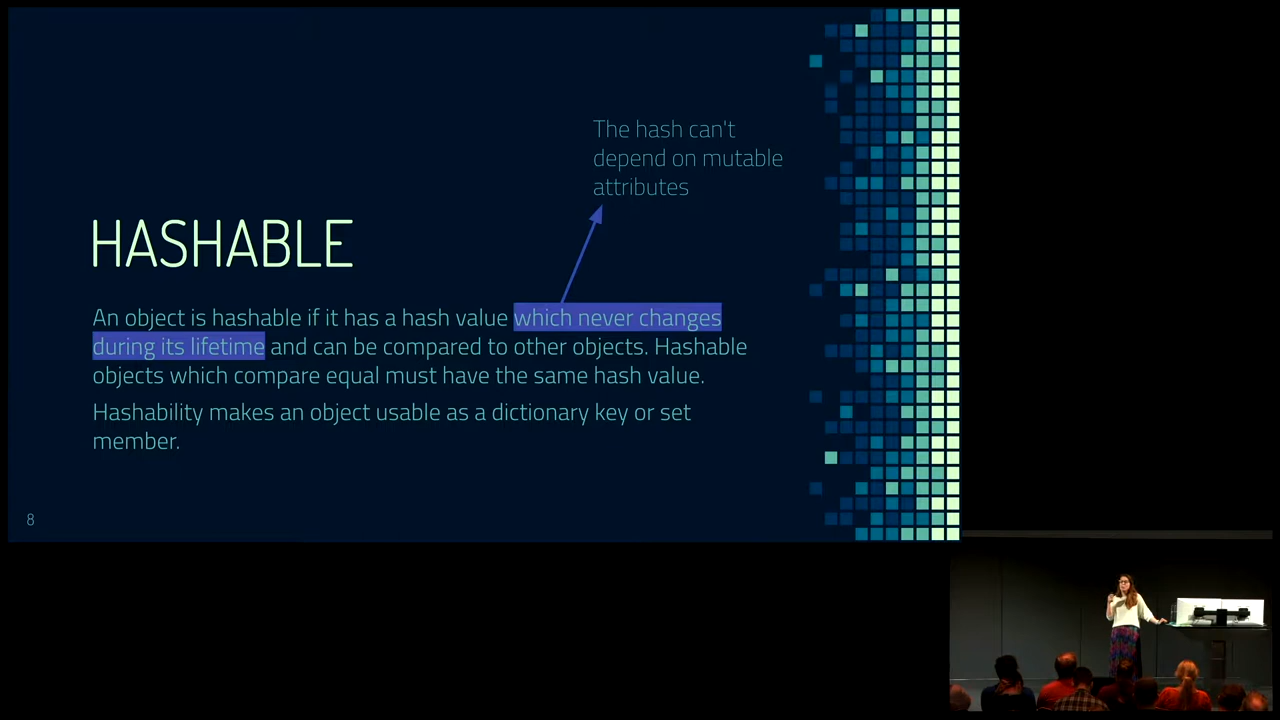 The hash can't
depend on mutable
attributes
HASHABLE
An object is hashable if it has a hash value which never changes
during its lifetime and can be compared to other objects. Hashable
objects which compare equal must have the same hash value.
Hashability makes an object usable as a dictionary key or set
member.
8